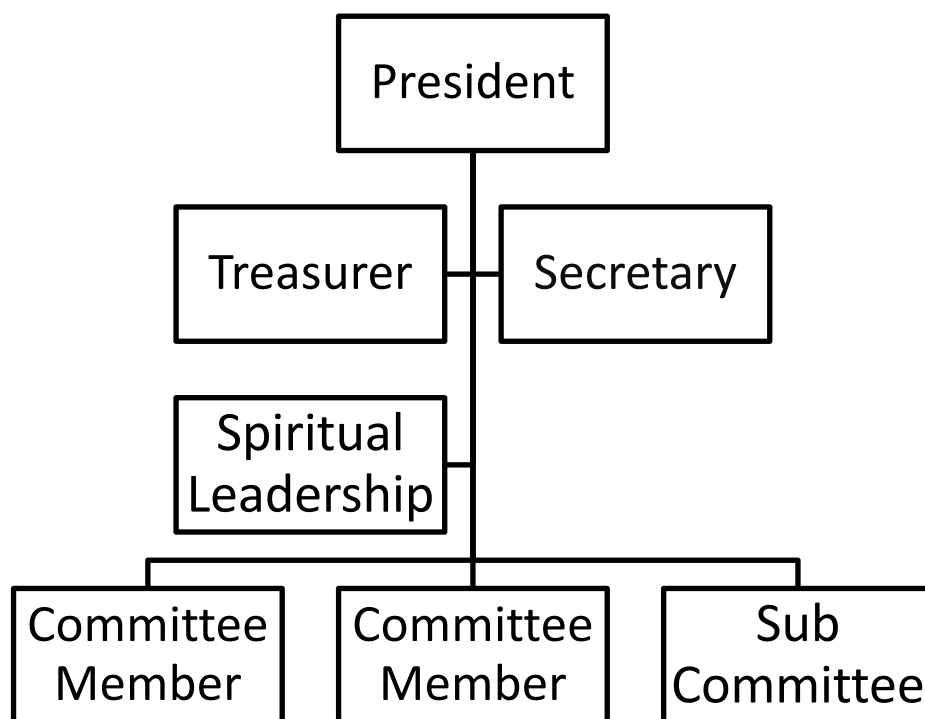 President
Treasurer
Secretary
Spiritual
Leadership
Committee
Member
Committee
Member
Sub
Committee